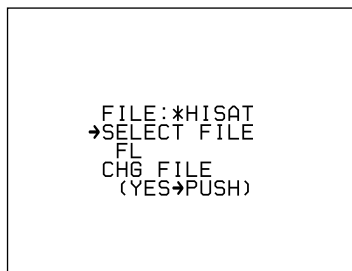 FILE:*HISAT
→SELECT FILE
FL
CHG FILE
(YES→PUSH)